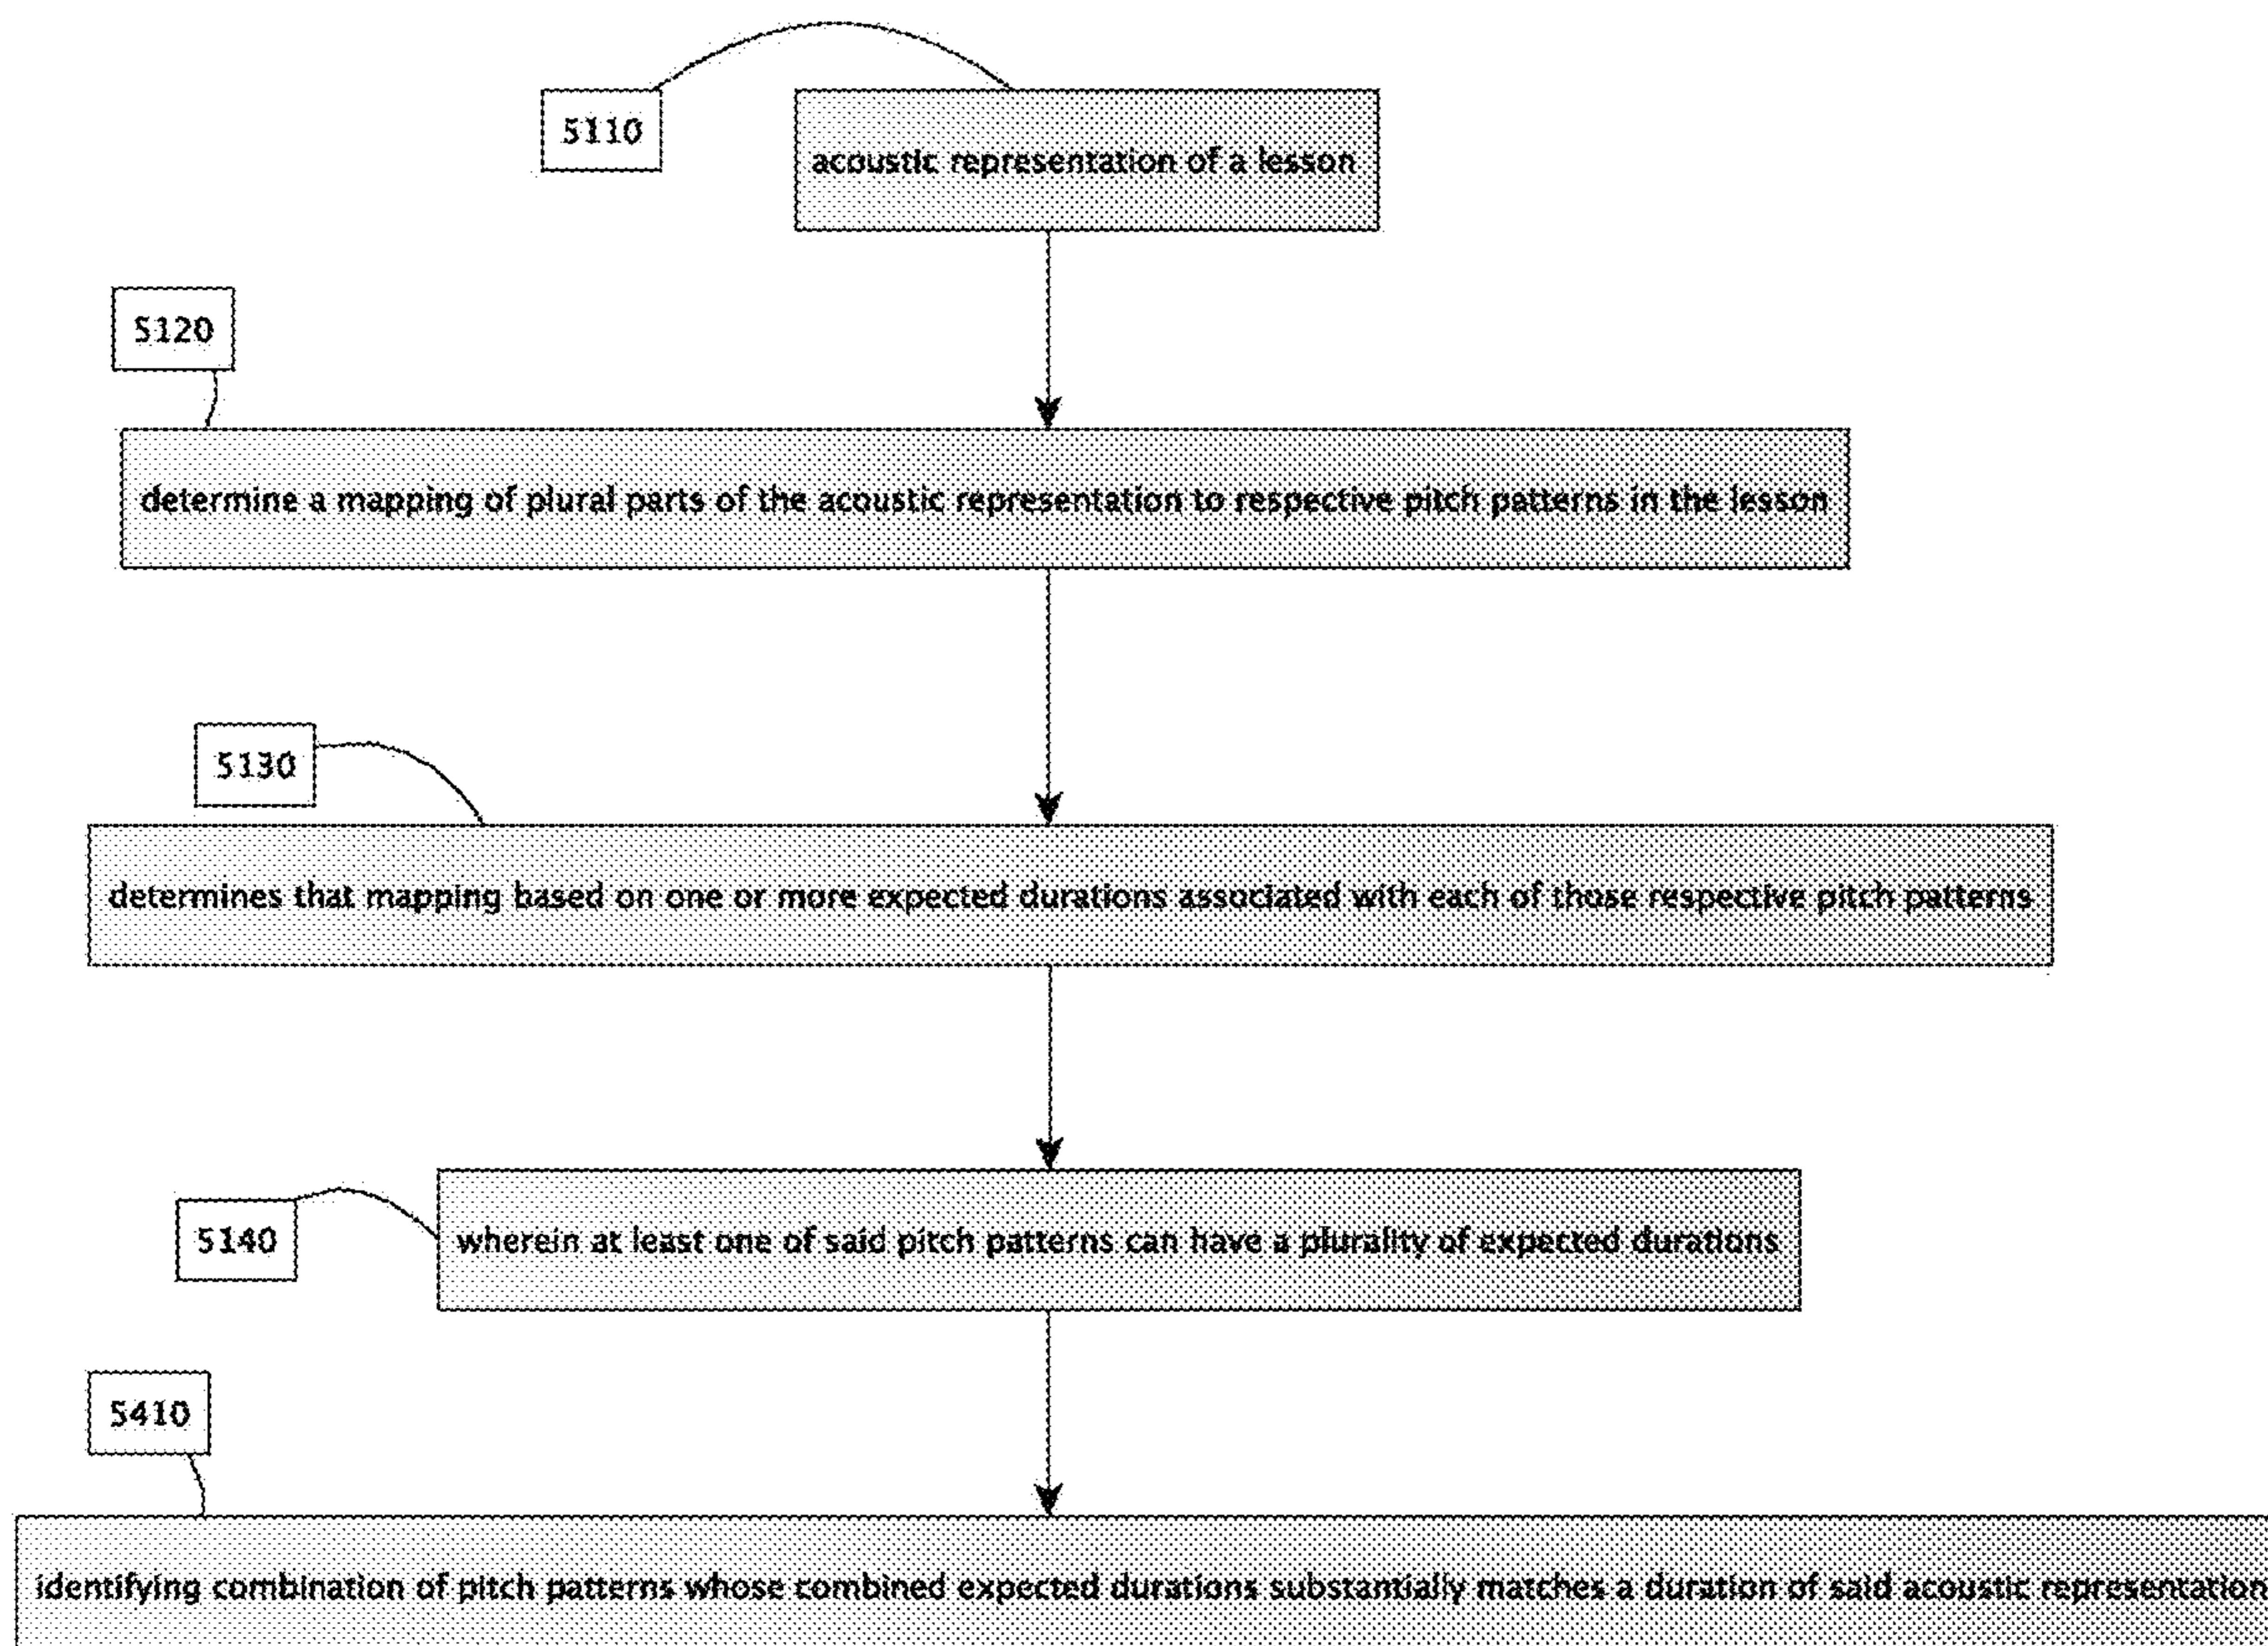 5110
acoustic representation of a lesson
5120
determine a mapping of plural parts of the acoustic representation to respective pitch patterns in the lesson
5130
determines that mapping based on one or more expected durations associated with each of those respective pitch patterns
5140
wherein at least one of said pitch patterns can have a plurality of expected durations
5410
identifying combination of pitch patterns whose combined expected durations substantially matches a duration of said acoustic representation